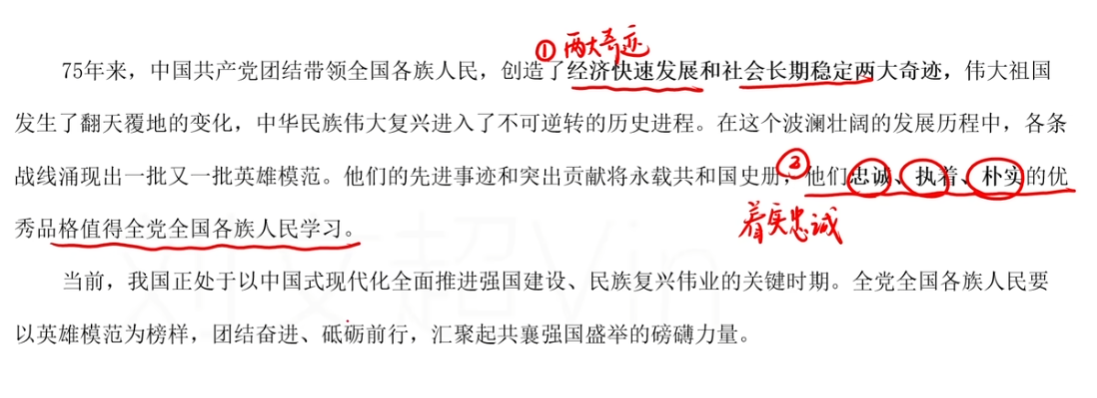 ①两大奇迹
75年来，中国共产党团结带领全国各族人民，创造了经济快速发展和社会长期稳定两大奇迹，伟大祖国
发生了翻天覆地的变化，中华民族伟大复兴进入了不可逆转的历史进程。在这个波澜壮阔的发展历程中，各条
战线涌现出一批又一批英雄模范。他们的先进事迹和突出贡献将永载共和国史册，②他们忠诚、执着、朴实的优
秀品格值得全党全国各族人民学习。
着实忠诚
当前，我国正处于以中国式现代化全面推进强国建设、民族复兴伟业的关键时期。全党全国各族人民要
以英雄模范为榜样，团结奋进、砥砺前行，汇聚起共襄强国盛举的磅礴力量。